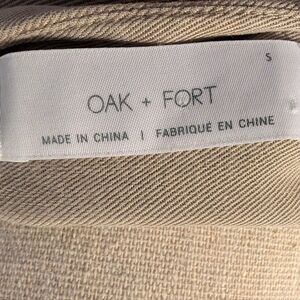 S
OAK + FORT
MADE IN CHINA | FABRIQUÉ EN CHINE